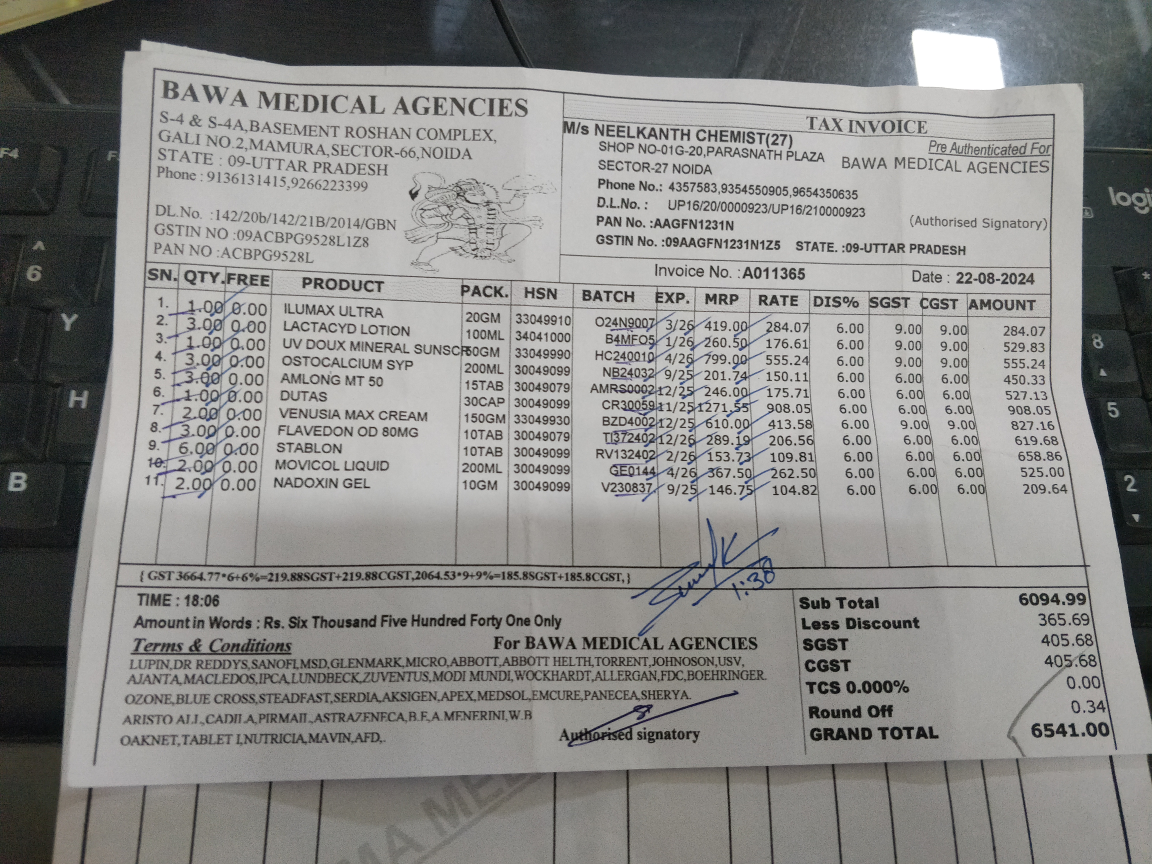 BAWA MEDICAL AGENCIES
S-4 & S-4A,BASEMENT ROSHAN COMPLEX,
GALI NO.2,MAMURA,SECTOR-66,NOIDA
STATE : 09-UTTAR PRADESH
Phone : 9136131415,9266223399
DL.No. :142/20b/142/21B/2014/GBN
GSTIN NO :09ACBPG9528L1Z8
PAN NO :ACBPG9528L
TAX INVOICE
M/s NEELKANTH CHEMIST(27)
SHOP NO-01G-20,PARASNATH PLAZA
SECTOR-27 NOIDA
Phone No.: 4357583,9354550905,9654350635
D.L.No. : UP16/20/0000923/UP16/210000923
PAN No. :AAGFN1231N
GSTIN No. :09AAGFN1231N1Z5 STATE. :09-UTTAR PRADESH
Pre Authenticated For
BAWA MEDICAL AGENCIES
(Authorised Signatory)
Invoice No. :A011365 Date : 22-08-2024
SN. QTY. FREE PRODUCT PACK. HSN BATCH EXP. MRP RATE DIS% SGST CGST AMOUNT
1. 1.00 0.00 ILUMAX ULTRA 20GM 33049910 O24N9007 3/26 419.00 284.07 6.00 9.00 9.00 284.07
2. 3.00 0.00 LACTACYD LOTION 100ML 34041000 B4MFO5 1/26 260.50 176.61 6.00 9.00 9.00 529.83
3. 1.00 0.00 UV DOUX MINERAL SUNSCR 50GM 33049990 HC240010 4/26 799.00 555.24 6.00 9.00 9.00 555.24
4. 3.00 0.00 OSTOCALCIUM SYP 200ML 30049099 NB24032 9/25 201.74 150.11 6.00 6.00 6.00 450.33
5. 3.00 0.00 AMLONG MT 50 15TAB 30049079 AMRS0002 12/25 246.00 175.71 6.00 6.00 6.00 527.13
6. 1.00 0.00 DUTAS 30CAP 30049099 CR30059 11/25 1271.55 908.05 6.00 6.00 6.00 908.05
7. 2.00 0.00 VENUSIA MAX CREAM 150GM 33049930 BZD4002 12/25 610.00 413.58 6.00 9.00 9.00 827.16
8. 3.00 0.00 FLAVEDON OD 80MG 10TAB 30049079 TI372402 12/26 289.19 206.56 6.00 6.00 6.00 619.68
9. 6.00 0.00 STABLON 10TAB 30049099 RV132402 2/26 153.73 109.81 6.00 6.00 6.00 658.86
10. 2.00 0.00 MOVICOL LIQUID 200ML 30049099 GE0144 4/26 367.50 262.50 6.00 6.00 6.00 525.00
11. 2.00 0.00 NADOXIN GEL 10GM 30049099 V230837 9/25 146.75 104.82 6.00 6.00 6.00 209.64
{ GST 3664.77*6+6%=219.88SGST+219.88CGST,2064.53*9+9%=185.8SGST+185.8CGST,}
1:38
TIME : 18:06
Amount in Words : Rs. Six Thousand Five Hundred Forty One Only
Terms & Conditions For BAWA MEDICAL AGENCIES
LUPIN,DR REDDYS,SANOFI,MSD,GLENMARK,MICRO,ABBOTT,ABBOTT HELTH,TORRENT,JOHNOSON,USV,
AJANTA,MACLEDOS,IPCA,LUNDBECK,ZUVENTUS,MODI MUNDI,WOCKHARDT,ALLERGAN,FDC,BOEHRINGER.
OZONE,BLUE CROSS,STEADFAST,SERDIA,AKSIGEN,APEX,MEDSOL,EMCURE,PANECEA,SHERYA.
ARISTO ALL,CADILA,PIRMAIL,ASTRAZENECA,B.E,A.MENERINI,W.B
OAKNET,TABLET I,NUTRICIA,MAVIN,AFD,.
Authorised signatory
Sub Total 6094.99
Less Discount 365.69
SGST 405.68
CGST 405.68
TCS 0.000% 0.00
Round Off 0.34
GRAND TOTAL 6541.00
F4
6
Y
H
B
logi
8
5
2